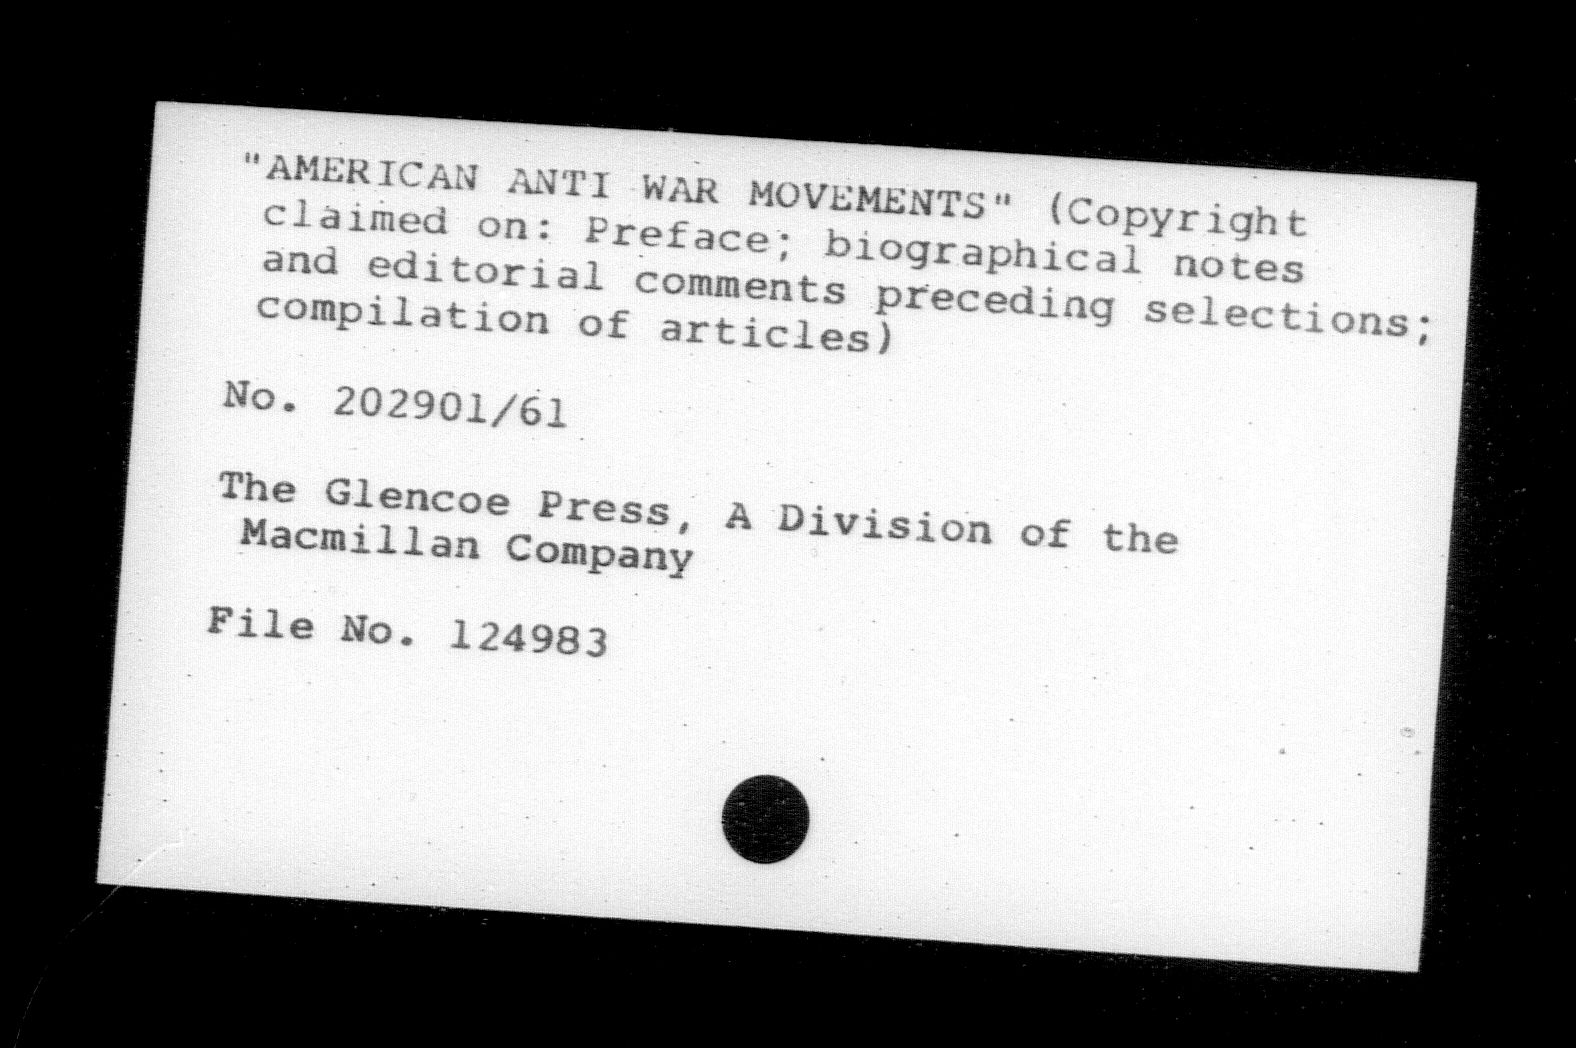 "AMERICAN ANTI WAR MOVEMENTS" (Copyright
claimed on: Preface; biographical notes
and editorial comments preceding selections;
compilation of articles)
No. 202901/61
The Glencoe Press, A Division of the
Macmillan Company
File No. 124983